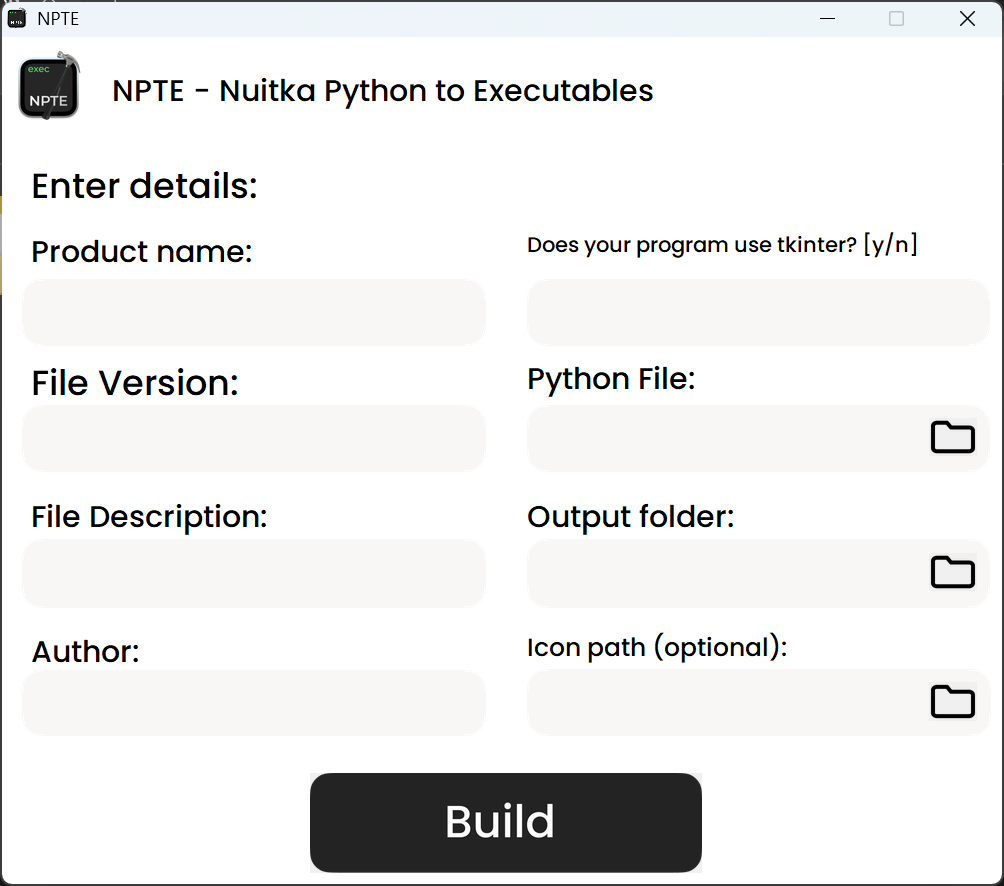 NPTE
exec
NPTE
NPTE - Nuitka Python to Executables
Enter details:
Product name:
Does your program use tkinter? [y/n]
File Version:
Python File:
File Description:
Output folder:
Author:
Icon path (optional):
Build